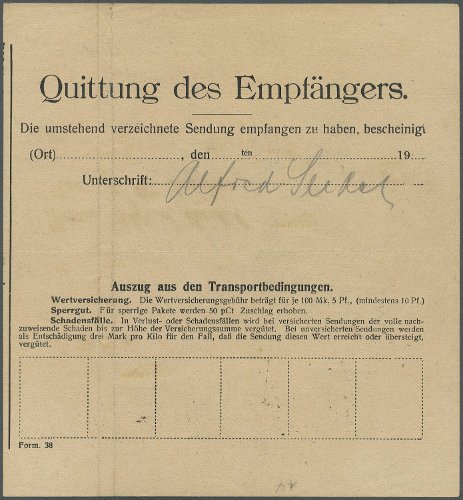 Quittung des Empfängers.
Die umstehend verzeichnete Sendung empfangen zu haben, bescheinigt
(Ort)................................, den ............ten............................19......
Unterschrift: Alfred Seidel
Auszug aus den Transportbedingungen.
Wertversicherung. Die Wertversicherungsgebühr beträgt für je 100 Mk. 5 Pf., (mindestens 10 Pf.)
Sperrgut. Für sperrige Pakete werden 50 pCt Zuschlag erhoben.
Schadensfälle. In Verlust- oder Schadensfällen wird bei versicherten Sendungen der volle nach-
zuweisende Schaden bis zur Höhe der Versicherungssumme vergütet. Bei unversicherten Sendungen werden
als Entschädigung drei Mark pro Kilo für den Fall, daß die Sendung diesen Wert erreicht oder übersteigt,
vergütet.
Form. 38